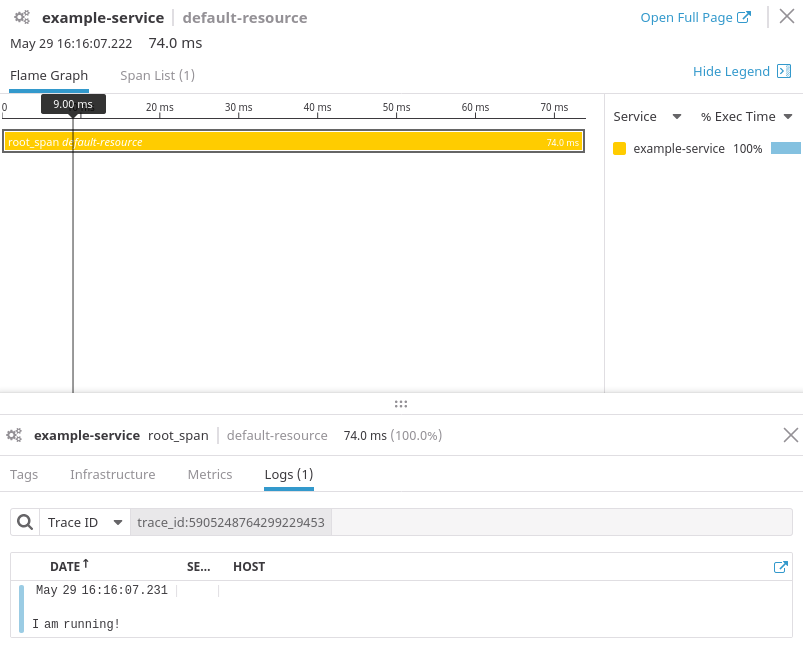 example-service default-resource Open Full Page
May 29 16:16:07.222 74.0 ms
Flame Graph Span List (1) Hide Legend
0 9.00 ms 20 ms 30 ms 40 ms 50 ms 60 ms 70 ms
Service % Exec Time
root_span default-resource 74.0 ms
example-service 100%
example-service root_span default-resource 74.0 ms (100.0%)
Tags Infrastructure Metrics Logs (1)
Trace ID trace_id:5905248764299229453
DATE↑ SE... HOST
May 29 16:16:07.231
I am running!